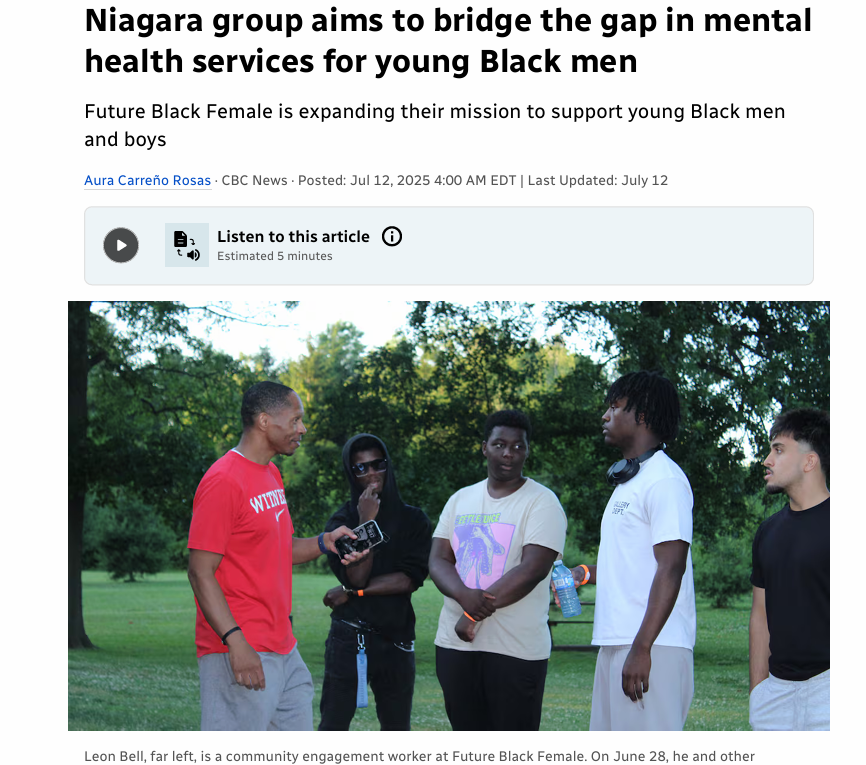 Niagara group aims to bridge the gap in mental
health services for young Black men
Future Black Female is expanding their mission to support young Black men
and boys
Aura Carreño Rosas · CBC News · Posted: Jul 12, 2025 4:00 AM EDT | Last Updated: July 12
Listen to this article
Estimated 5 minutes
WITNES
Leon Bell, far left, is a community engagement worker at Future Black Female. On June 28, he and other